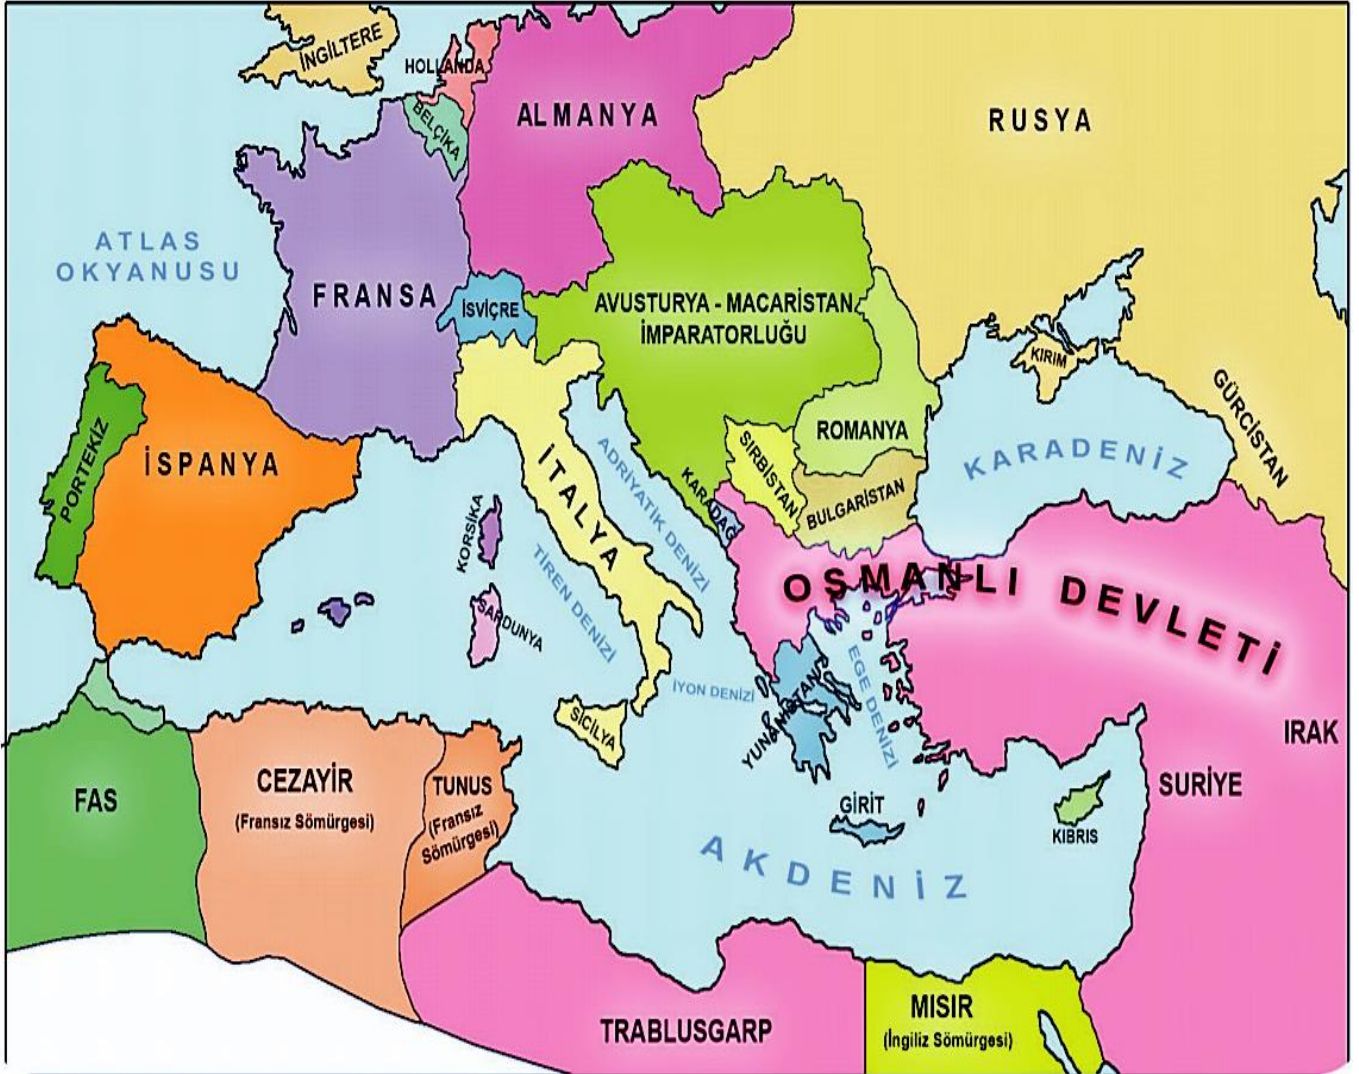 İNGİLTERE
HOLLANDA
BELÇİKA
ALMANYA
RUSYA
ATLAS
OKYANUSU
FRANSA
İSVİÇRE
AVUSTURYA - MACARİSTAN
İMPARATORLUĞU
KIRIM
GÜRCİSTAN
PORTEKİZ
İSPANYA
İTALYA
ADRİYATİK DENİZİ
SIRBİSTAN
ROMANYA
KARADENİZ
KARADAĞ
BULGARİSTAN
KORSİKA
TİREN DENİZİ
SARDUNYA
OSMANLI DEVLETİ
EGE DENİZİ
İYON DENİZİ
YUNANİSTAN
SİCİLYA
IRAK
SURİYE
FAS
CEZAYİR
(Fransız Sömürgesi)
TUNUS
(Fransız
Sömürgesi)
GİRİT
KIBRIS
AKDENİZ
TRABLUSGARP
MISIR
(İngiliz Sömürgesi)